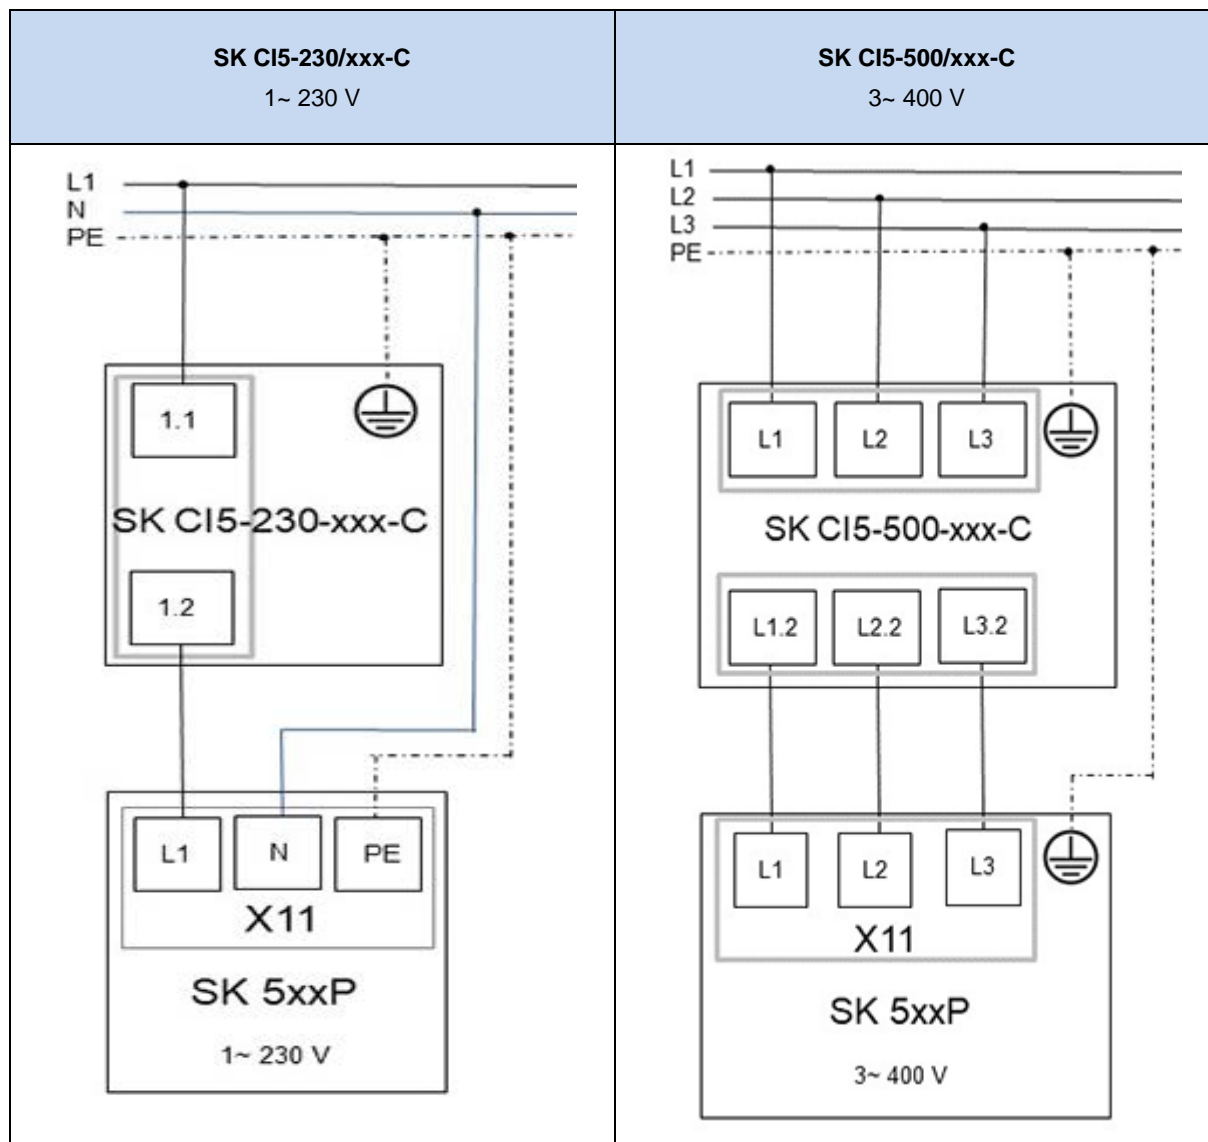 SK CI5-230/xxx-C
1~ 230 V
SK CI5-500/xxx-C
3~ 400 V
L1
N
PE
1.1
SK CI5-230-xxx-C
1.2
L1
N
PE
X11
SK 5xxP
1~ 230 V
L1
L2
L3
PE
L1
L2
L3
SK CI5-500-xxx-C
L1.2
L2.2
L3.2
L1
L2
L3
X11
SK 5xxP
3~ 400 V